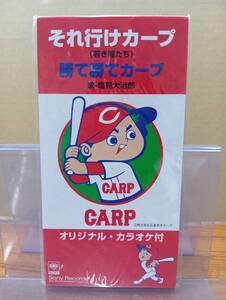 それ行けカープ
(若き鯉たち)
勝て勝てカープ
唄・塩見大治郎
C
CARP
CARP
オリジナル・カラオケ付
Sony Records